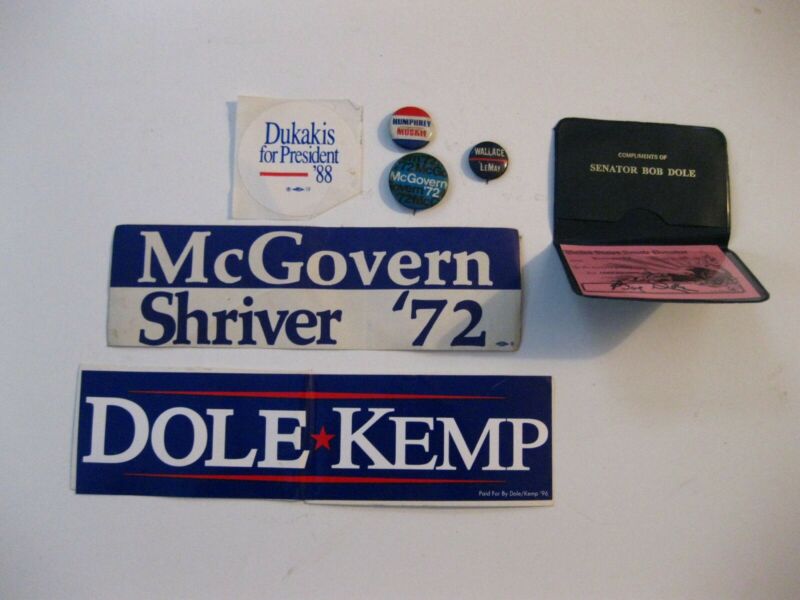 Dukakis
for President
'88
HUMPHREY
MUSKIE
McGovern '72
WALLACE
LeMAY
COMPLIMENTS OF
SENATOR BOB DOLE
McGovern
Shriver '72
DOLE KEMP
Paid For By Dole/Kemp '96